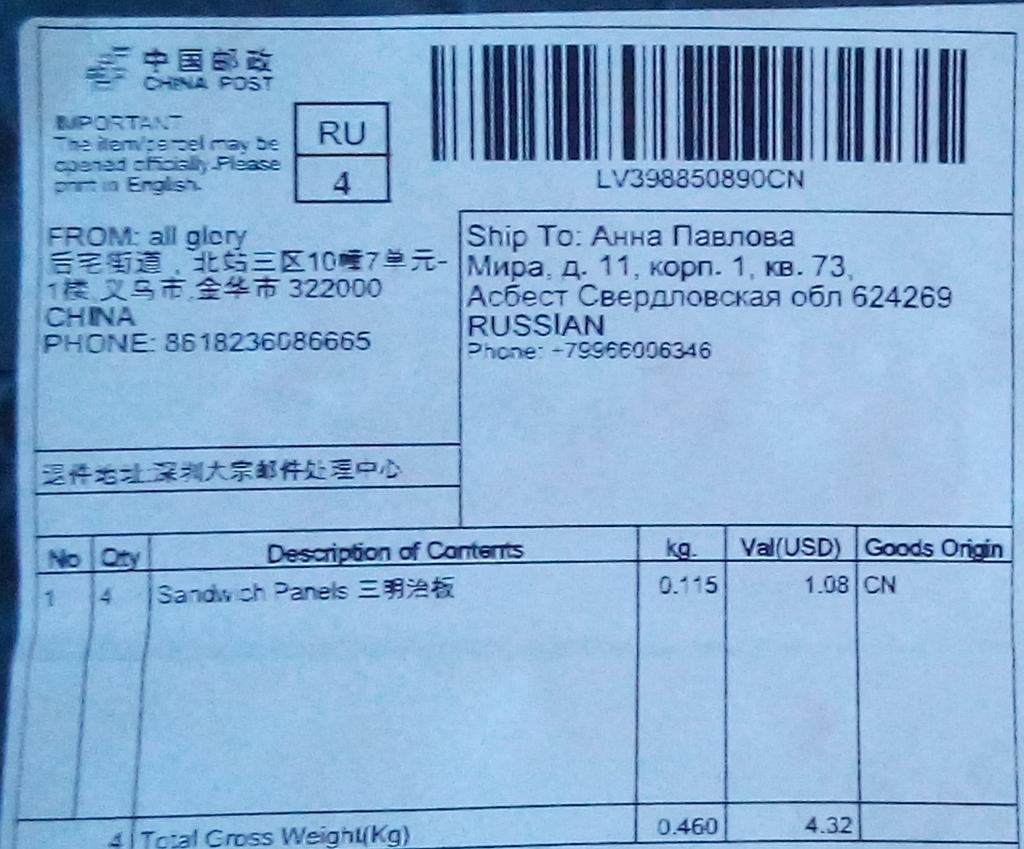 中国邮政
CHINA POST
IMPORTANT
The item/parcel may be
opened officially.Please
print in English.
RU
4
LV398850890CN
FROM: all glory
后宅街道，北站三区10幢7单元-
1楼 义乌市 金华市 322000
CHINA
PHONE: 8618236086665
Ship To: Анна Павлова
Мира, д. 11, корп. 1, кв. 73,
Асбест Свердловская обл 624269
RUSSIAN
Phone: +79966006346
退件地址:深圳大宗邮件处理中心
No Qty Description of Contents kg. Val(USD) Goods Origin
1 4 Sandwich Panels 三明治板 0.115 1.08 CN
4 Total Gross Weight(Kg) 0.460 4.32